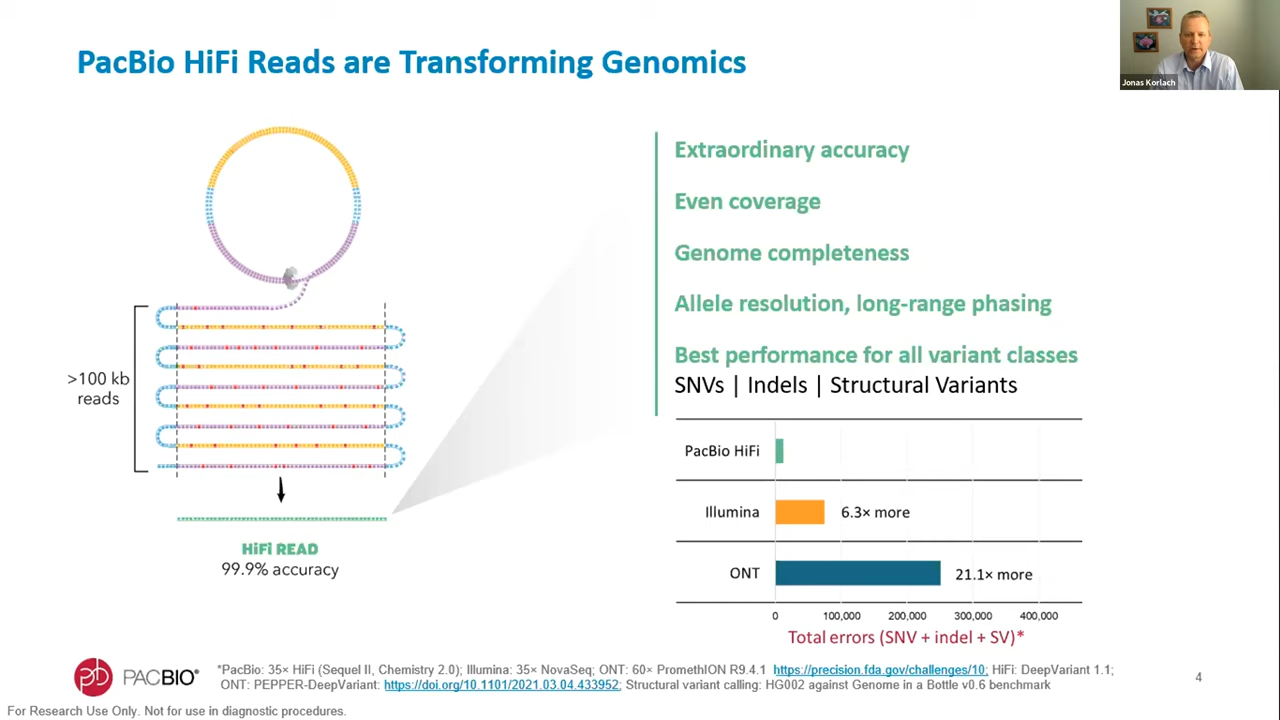 PacBio HiFi Reads are Transforming Genomics
Jonas Korlach
>100 kb
reads
HiFi READ
99.9% accuracy
Extraordinary accuracy
Even coverage
Genome completeness
Allele resolution, long-range phasing
Best performance for all variant classes
SNVs | Indels | Structural Variants
PacBio HiFi
Illumina
6.3× more
ONT
21.1× more
0 100,000 200,000 300,000 400,000
Total errors (SNV + indel + SV)*
PB PACBIO®
*PacBio: 35× HiFi (Sequel II, Chemistry 2.0); Illumina: 35× NovaSeq; ONT: 60× PromethION R9.4.1 https://precision.fda.gov/challenges/10; HiFi: DeepVariant 1.1;
ONT: PEPPER-DeepVariant: https://doi.org/10.1101/2021.03.04.433952; Structural variant calling: HG002 against Genome in a Bottle v0.6 benchmark
4
For Research Use Only. Not for use in diagnostic procedures.